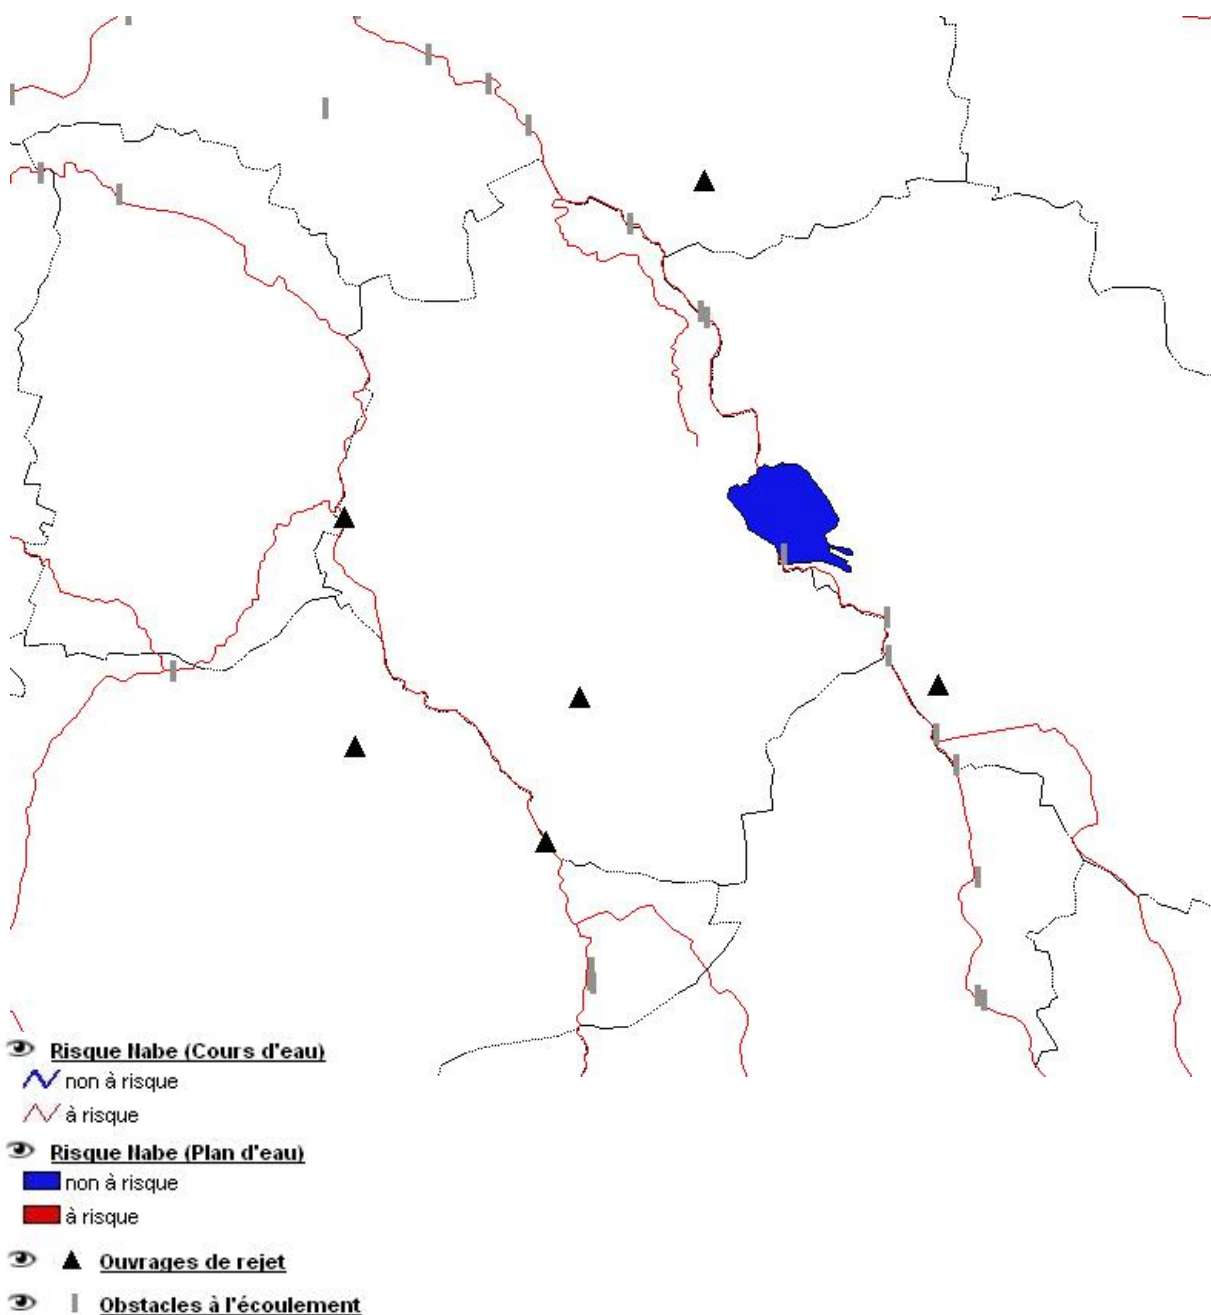 Risque Nabe (Cours d'eau)
non à risque
à risque
Risque Nabe (Plan d'eau)
non à risque
à risque
Ouvrages de rejet
Obstacles à l'écoulement